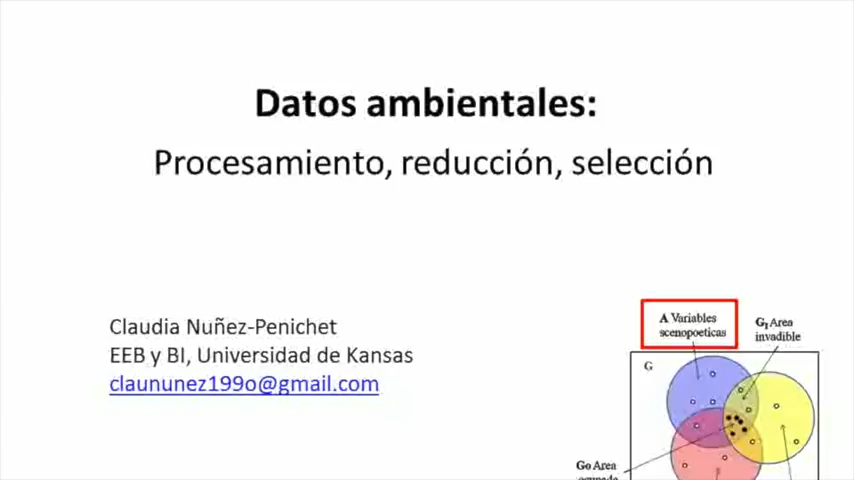 Datos ambientales:
Procesamiento, reducción, selección
Claudia Nuñez-Penichet
EEB y BI, Universidad de Kansas
claununez199o@gmail.com
A Variables
scenopoeticas
G_I Area
invadible
G
Go Area